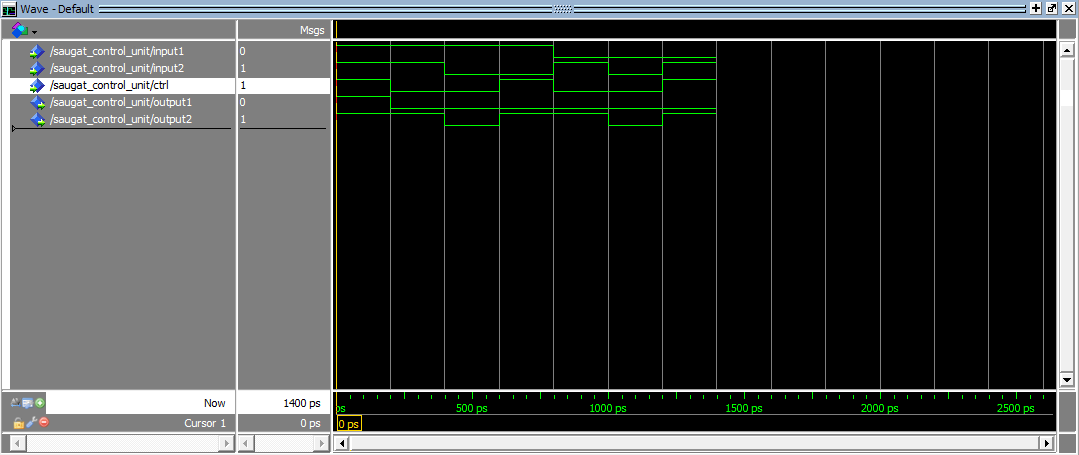 Wave - Default
Msgs
/saugat_control_unit/input1 0
/saugat_control_unit/input2 1
/saugat_control_unit/ctrl 1
/saugat_control_unit/output1 0
/saugat_control_unit/output2 1
Now 1400 ps
ps 500 ps 1000 ps 1500 ps 2000 ps 2500 ps
Cursor 1 0 ps 0 ps